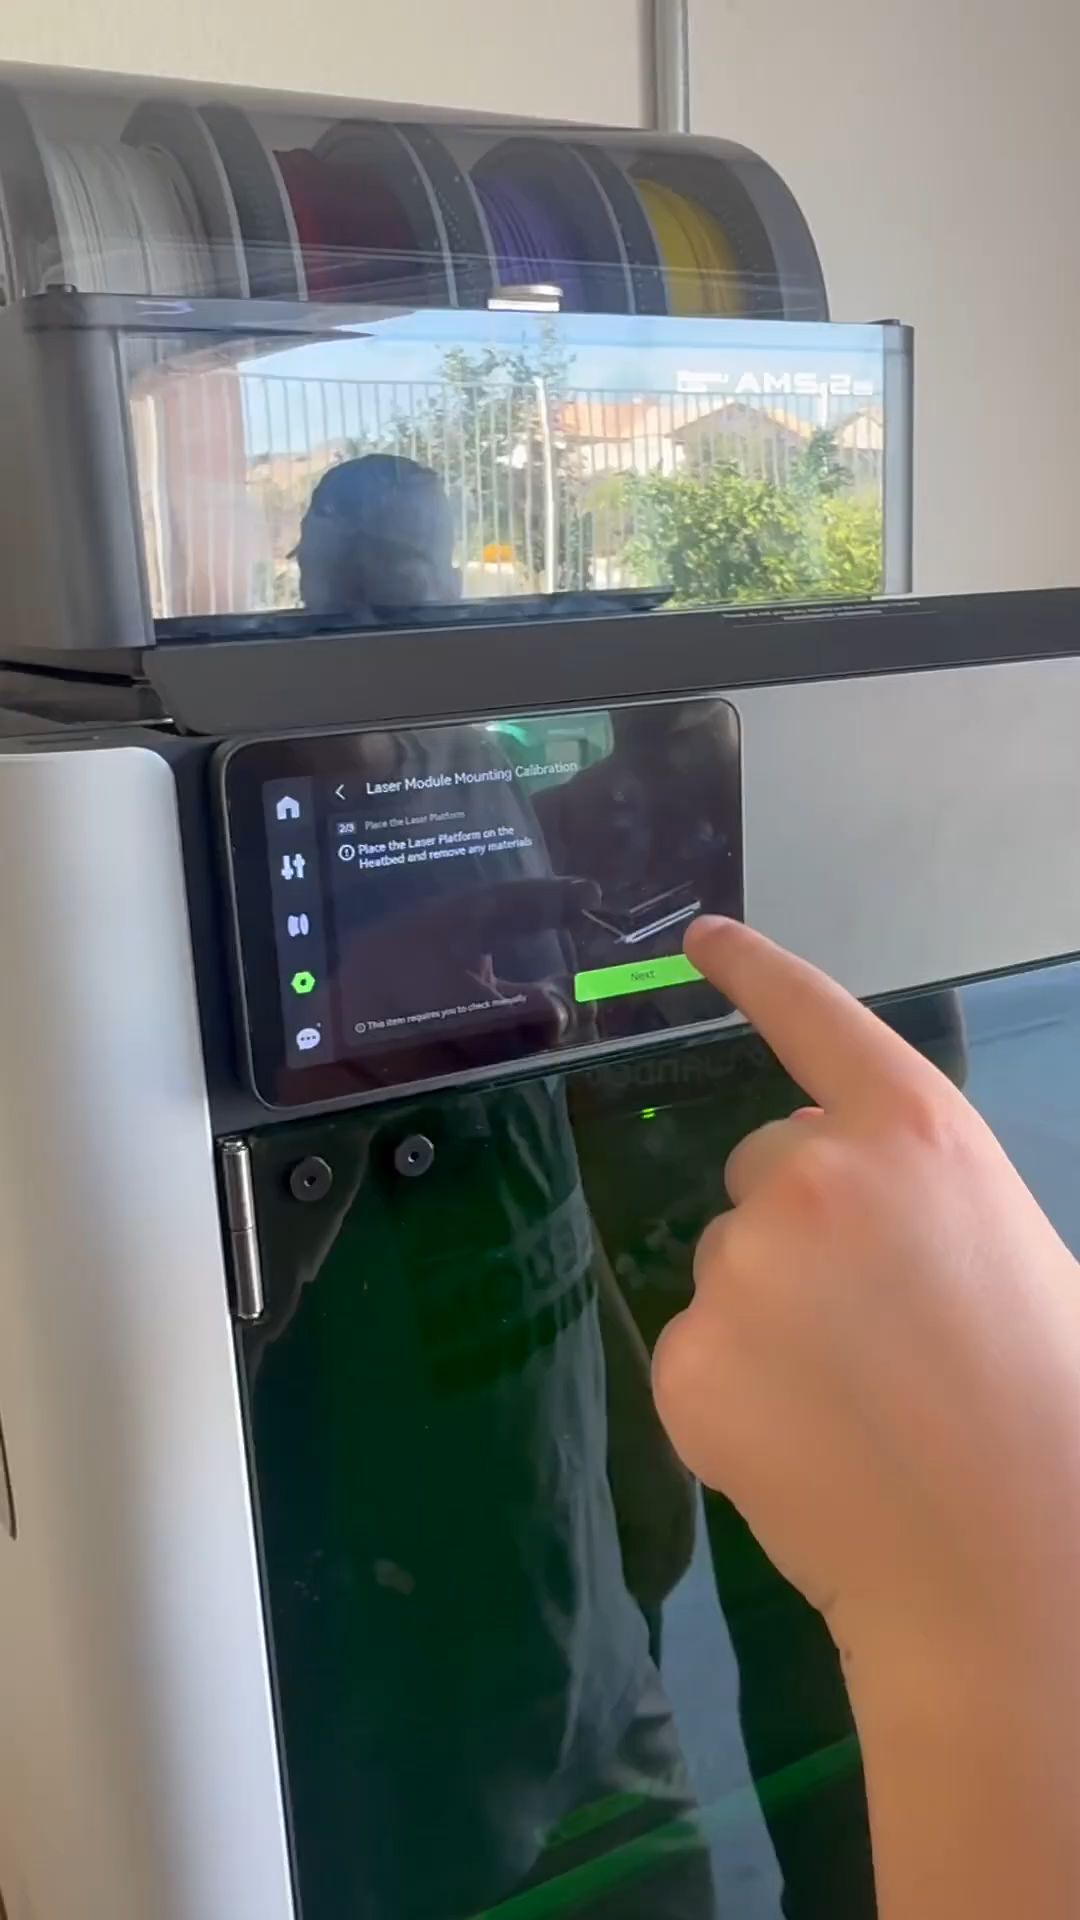 AMS 2
Laser Module Mounting Calibration
2/3 Place the Laser Platform
Place the Laser Platform on the
Heatbed and remove any materials
Next
This item requires you to check manually